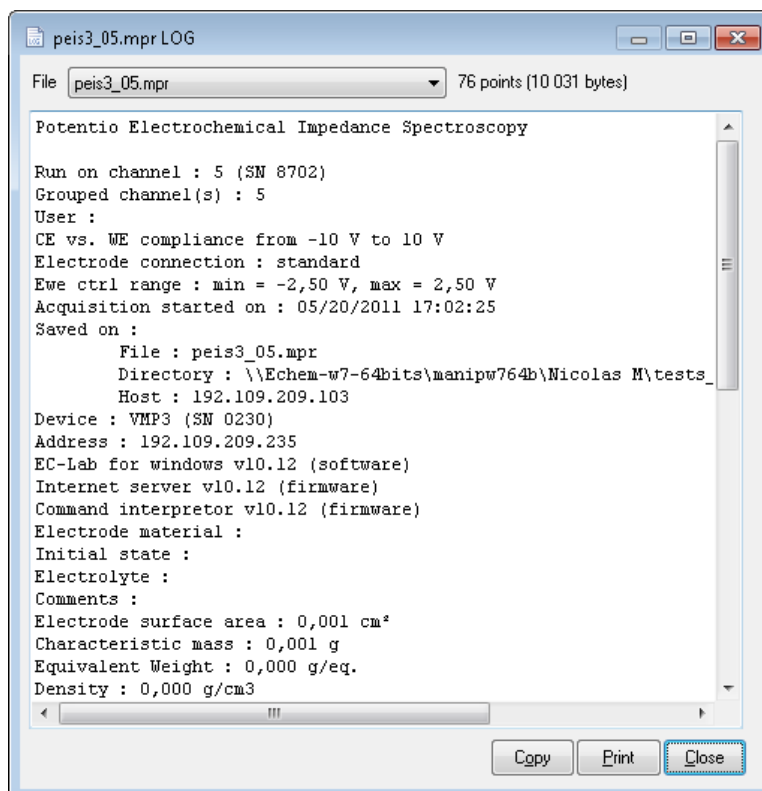 peis3_05.mpr LOG
File peis3_05.mpr 76 points (10 031 bytes)
Potentio Electrochemical Impedance Spectroscopy
Run on channel : 5 (SN 8702)
Grouped channel(s) : 5
User :
CE vs. WE compliance from -10 V to 10 V
Electrode connection : standard
Ewe ctrl range : min = -2,50 V, max = 2,50 V
Acquisition started on : 05/20/2011 17:02:25
Saved on :
File : peis3_05.mpr
Directory : \\Echem-w7-64bits\manipw764b\Nicolas M\tests_
Host : 192.109.209.103
Device : VMP3 (SN 0230)
Address : 192.109.209.235
EC-Lab for windows v10.12 (software)
Internet server v10.12 (firmware)
Command interpretor v10.12 (firmware)
Electrode material :
Initial state :
Electrolyte :
Comments :
Electrode surface area : 0,001 cm²
Characteristic mass : 0,001 g
Equivalent Weight : 0,000 g/eq.
Density : 0,000 g/cm3
Copy Print Close